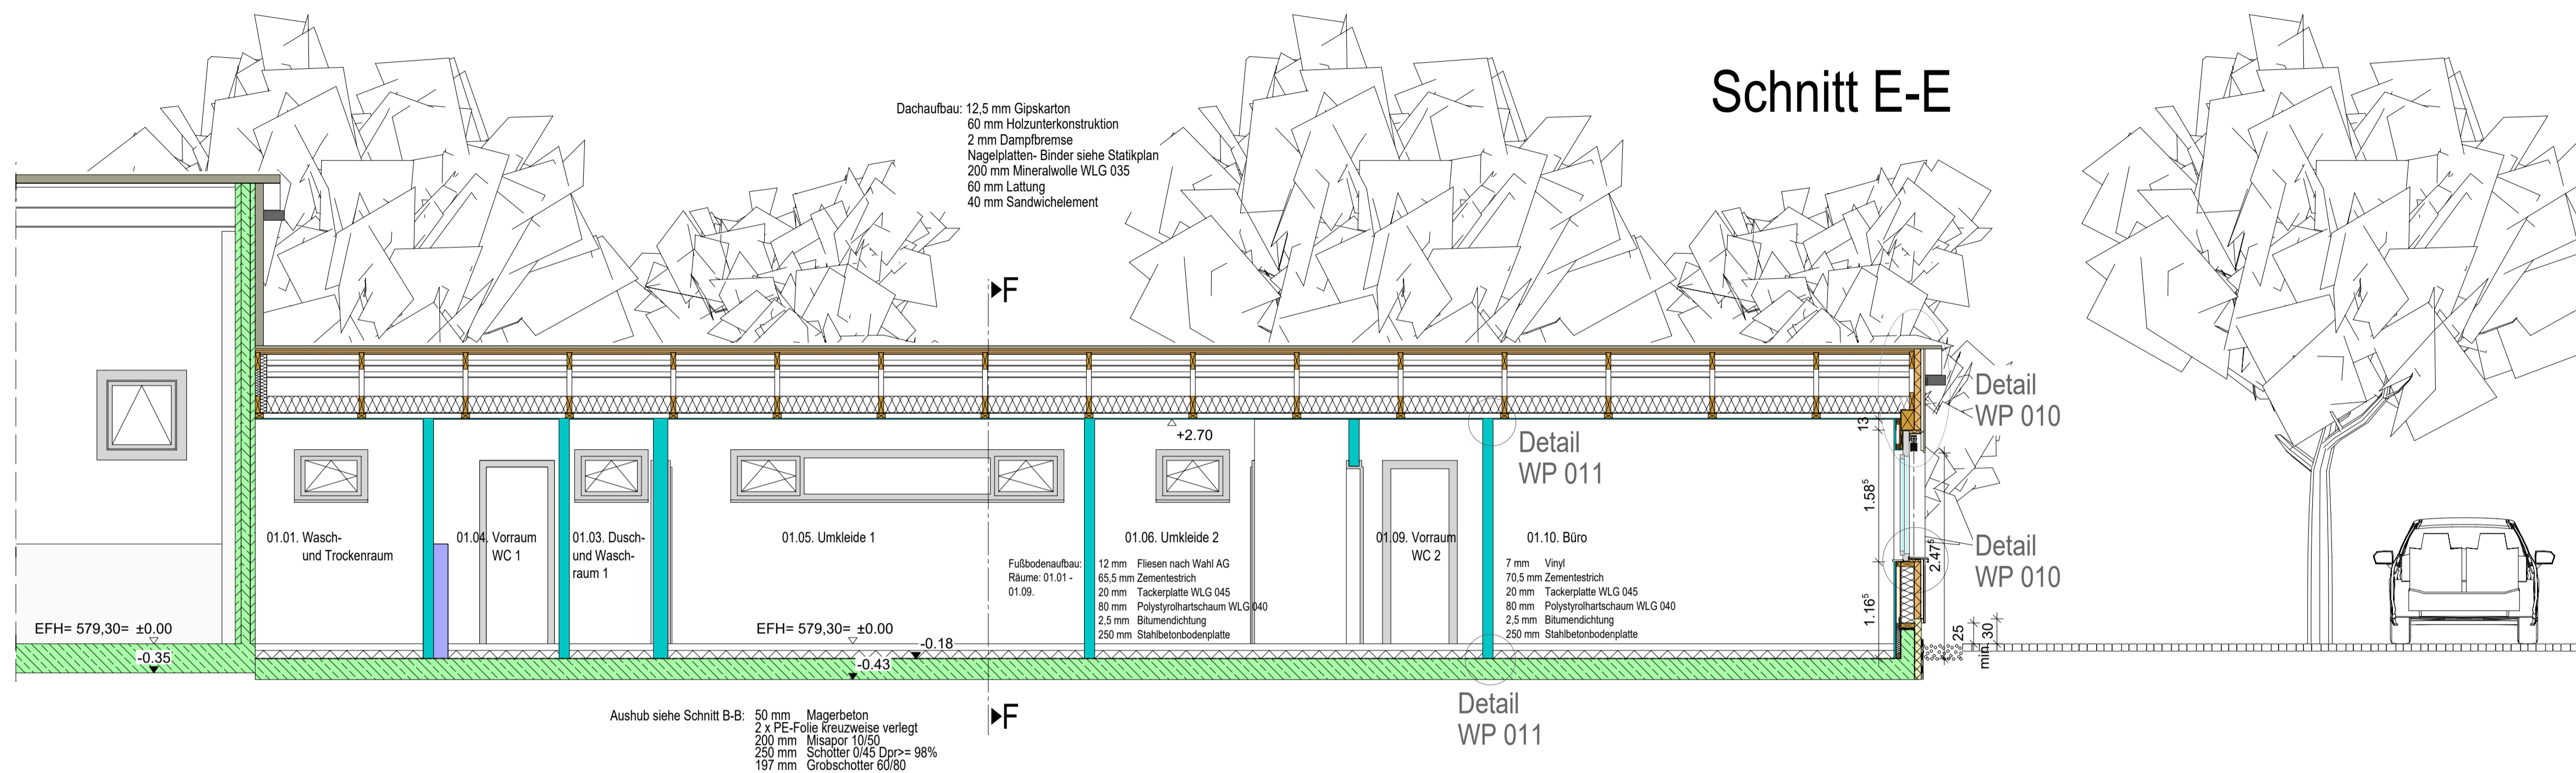 Schnitt E-E
Dachaufbau: 12,5 mm Gipskarton
60 mm Holzunterkonstruktion
2 mm Dampfbremse
Nagelplatten- Binder siehe Statikplan
200 mm Mineralwolle WLG 035
60 mm Lattung
40 mm Sandwichelement
F
Detail
WP 010
+2.70
13
Detail
WP 011
1.58⁵
01.01. Wasch-
und Trockenraum
01.04. Vorraum
WC 1
01.03. Dusch-
und Wasch-
raum 1
01.05. Umkleide 1
01.06. Umkleide 2
01.09. Vorraum
WC 2
01.10. Büro
Detail
WP 010
2.47⁵
Fußbodenaufbau:
Räume: 01.01 -
01.09.
12 mm Fliesen nach Wahl AG
65,5 mm Zementestrich
20 mm Tackerplatte WLG 045
80 mm Polystyrolhartschaum WLG 040
2,5 mm Bitumendichtung
250 mm Stahlbetonbodenplatte
7 mm Vinyl
70,5 mm Zementestrich
20 mm Tackerplatte WLG 045
80 mm Polystyrolhartschaum WLG 040
2,5 mm Bitumendichtung
250 mm Stahlbetonbodenplatte
1.16⁵
25
min. 30
EFH= 579,30= ±0.00
-0.35
EFH= 579,30= ±0.00
-0.18
-0.43
Detail
WP 011
F
Aushub siehe Schnitt B-B: 50 mm Magerbeton
2 x PE-Folie kreuzweise verlegt
200 mm Misapor 10/50
250 mm Schotter 0/45 Dpr>= 98%
197 mm Grobschotter 60/80